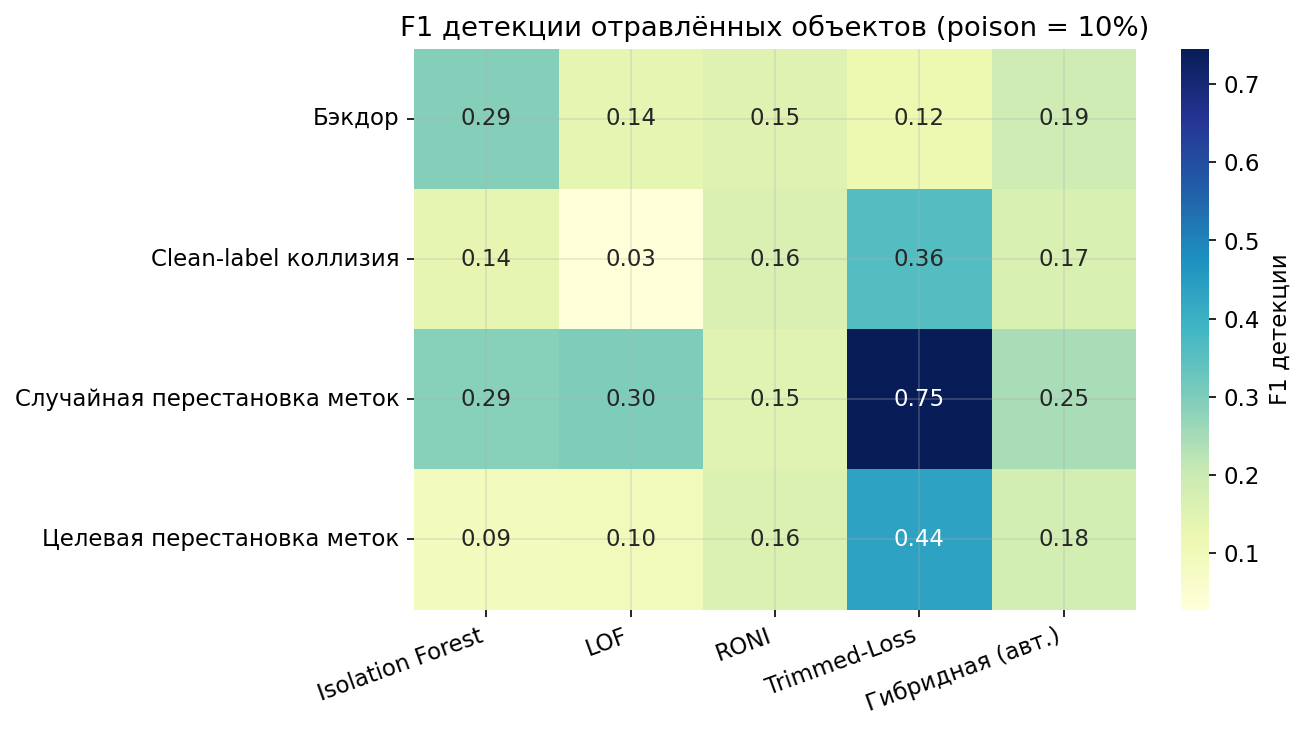 F1 детекции отравлённых объектов (poison = 10%)
Бэкдор
0.29 0.14 0.15 0.12 0.19
Clean-label коллизия
0.14 0.03 0.16 0.36 0.17
Случайная перестановка меток
0.29 0.30 0.15 0.75 0.25
Целевая перестановка меток
0.09 0.10 0.16 0.44 0.18
Isolation Forest
LOF
RONI
Trimmed-Loss
Гибридная (авт.)
0.7
0.6
0.5
0.4
0.3
0.2
0.1
F1 детекции